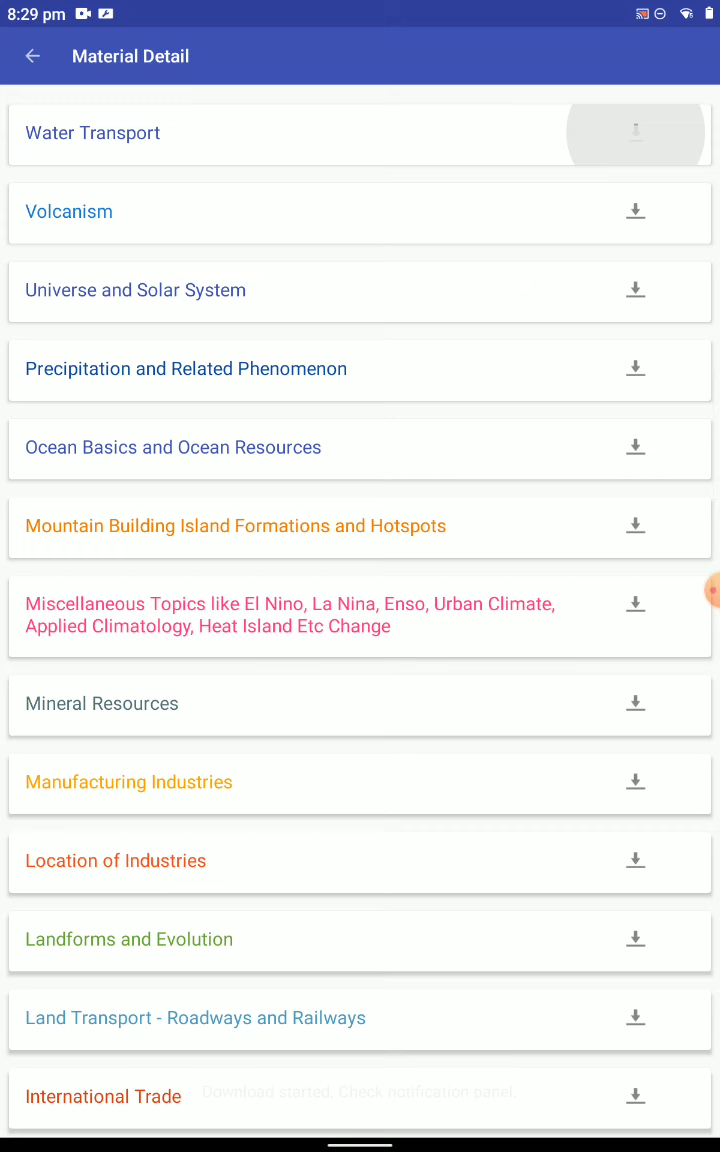 8:29 pm
Material Detail
Water Transport
Volcanism
Universe and Solar System
Precipitation and Related Phenomenon
Ocean Basics and Ocean Resources
Mountain Building Island Formations and Hotspots
Miscellaneous Topics like El Nino, La Nina, Enso, Urban Climate,
Applied Climatology, Heat Island Etc Change
Mineral Resources
Manufacturing Industries
Location of Industries
Landforms and Evolution
Land Transport - Roadways and Railways
International Trade
Download started. Check notification panel.